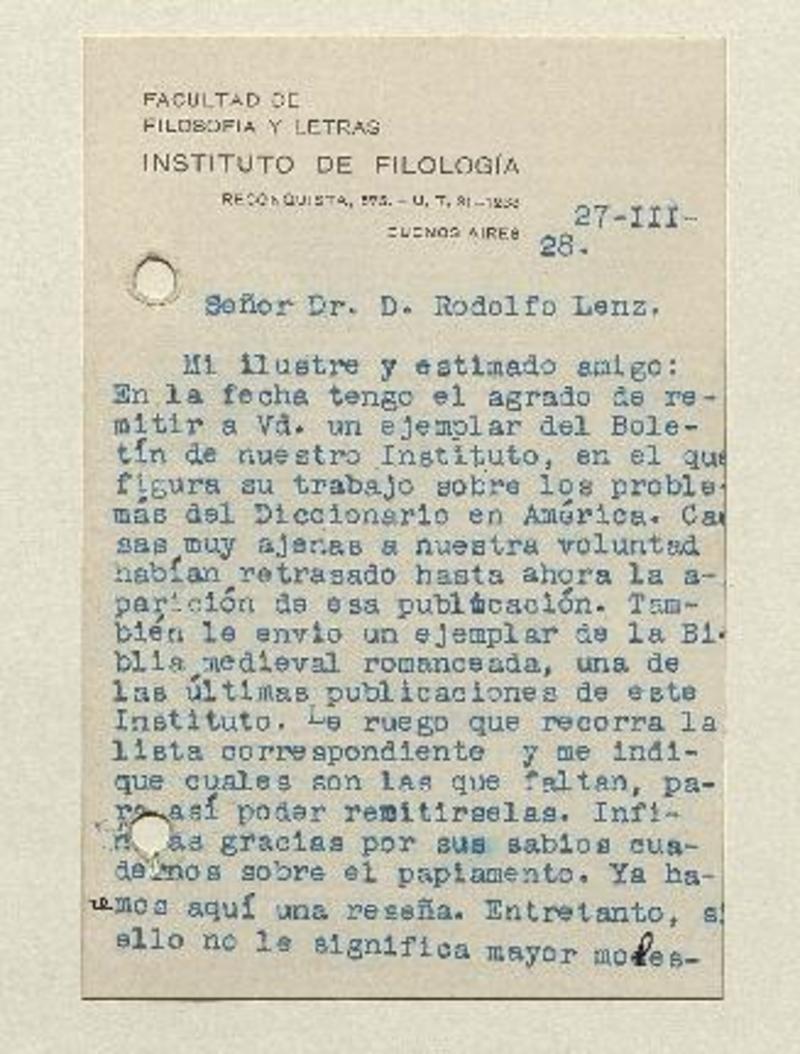 FACULTAD DE
FILOSOFIA Y LETRAS
INSTITUTO DE FILOLOGÍA
RECONQUISTA, 575. - U. T. 31-1233
BUENOS AIRES
27-III-
28.
Señor Dr. D. Rodolfo Lenz.
Mi ilustre y estimado amigo:
En la fecha tengo el agrado de re-
mitir a Vd. un ejemplar del Bole-
tín de nuestro Instituto, en el que
figura su trabajo sobre los proble-
más del Diccionario en América. Cau
sas muy ajenas a nuestra voluntad
habían retrasado hasta ahora la a-
parición de esa publicación. Tam-
bién le envio un ejemplar de la Bi-
blia medieval romanceada, una de
las últimas publicaciones de este
Instituto. Le ruego que recorra la
lista correspondiente y me indi-
que cuales son las que faltan, pa-
ra así poder remitirselas. Infi-
n as gracias por sus sabios cua-
dernos sobre el papiamento. Ya ha-
remos aquí una reseña. Entretanto, si
ello no le significa mayor moles-